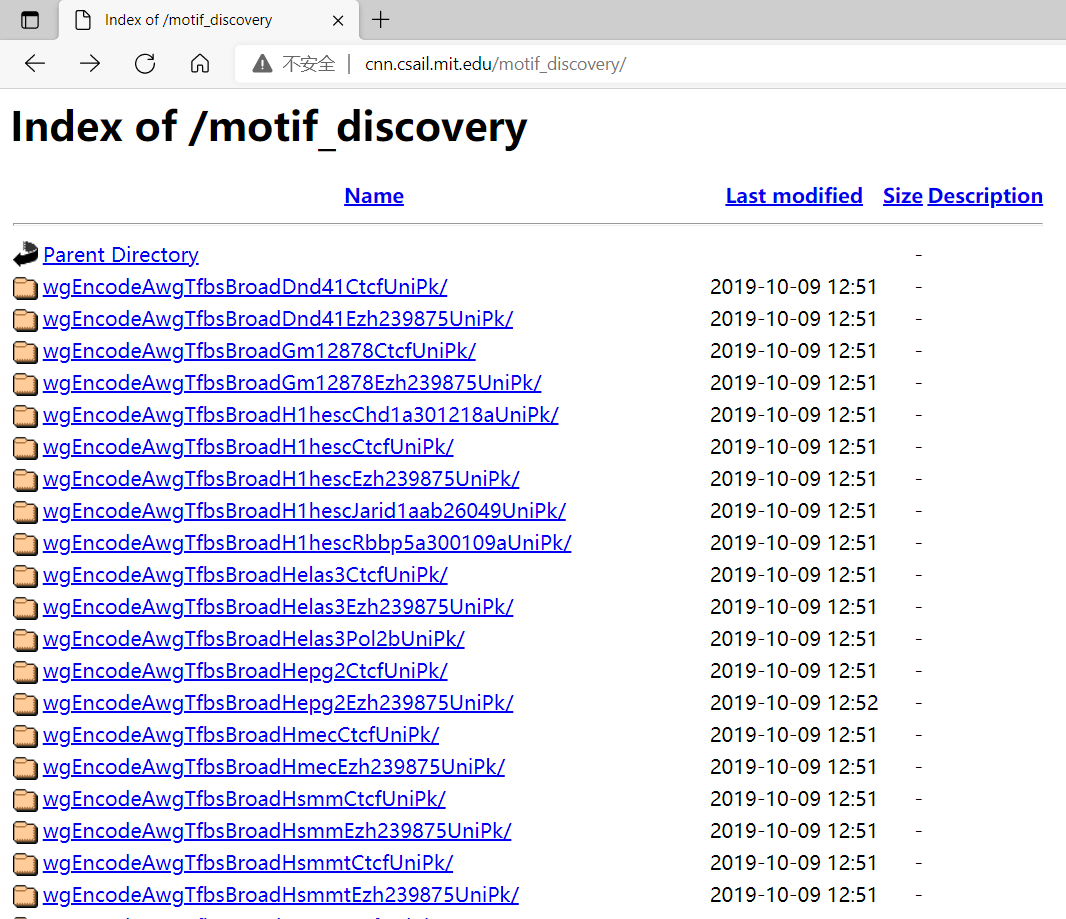 Index of /motif_discovery
不安全 | cnn.csail.mit.edu/motif_discovery/
Index of /motif_discovery
Name Last modified Size Description
Parent Directory -
wgEncodeAwgTfbsBroadDnd41CtcfUniPk/ 2019-10-09 12:51 -
wgEncodeAwgTfbsBroadDnd41Ezh239875UniPk/ 2019-10-09 12:51 -
wgEncodeAwgTfbsBroadGm12878CtcfUniPk/ 2019-10-09 12:51 -
wgEncodeAwgTfbsBroadGm12878Ezh239875UniPk/ 2019-10-09 12:51 -
wgEncodeAwgTfbsBroadH1hescChd1a301218aUniPk/ 2019-10-09 12:51 -
wgEncodeAwgTfbsBroadH1hescCtcfUniPk/ 2019-10-09 12:51 -
wgEncodeAwgTfbsBroadH1hescEzh239875UniPk/ 2019-10-09 12:51 -
wgEncodeAwgTfbsBroadH1hescJarid1aab26049UniPk/ 2019-10-09 12:51 -
wgEncodeAwgTfbsBroadH1hescRbbp5a300109aUniPk/ 2019-10-09 12:51 -
wgEncodeAwgTfbsBroadHelas3CtcfUniPk/ 2019-10-09 12:51 -
wgEncodeAwgTfbsBroadHelas3Ezh239875UniPk/ 2019-10-09 12:51 -
wgEncodeAwgTfbsBroadHelas3Pol2bUniPk/ 2019-10-09 12:51 -
wgEncodeAwgTfbsBroadHepg2CtcfUniPk/ 2019-10-09 12:51 -
wgEncodeAwgTfbsBroadHepg2Ezh239875UniPk/ 2019-10-09 12:52 -
wgEncodeAwgTfbsBroadHmecCtcfUniPk/ 2019-10-09 12:51 -
wgEncodeAwgTfbsBroadHmecEzh239875UniPk/ 2019-10-09 12:51 -
wgEncodeAwgTfbsBroadHsmmCtcfUniPk/ 2019-10-09 12:51 -
wgEncodeAwgTfbsBroadHsmmEzh239875UniPk/ 2019-10-09 12:51 -
wgEncodeAwgTfbsBroadHsmmtCtcfUniPk/ 2019-10-09 12:51 -
wgEncodeAwgTfbsBroadHsmmtEzh239875UniPk/ 2019-10-09 12:51 -